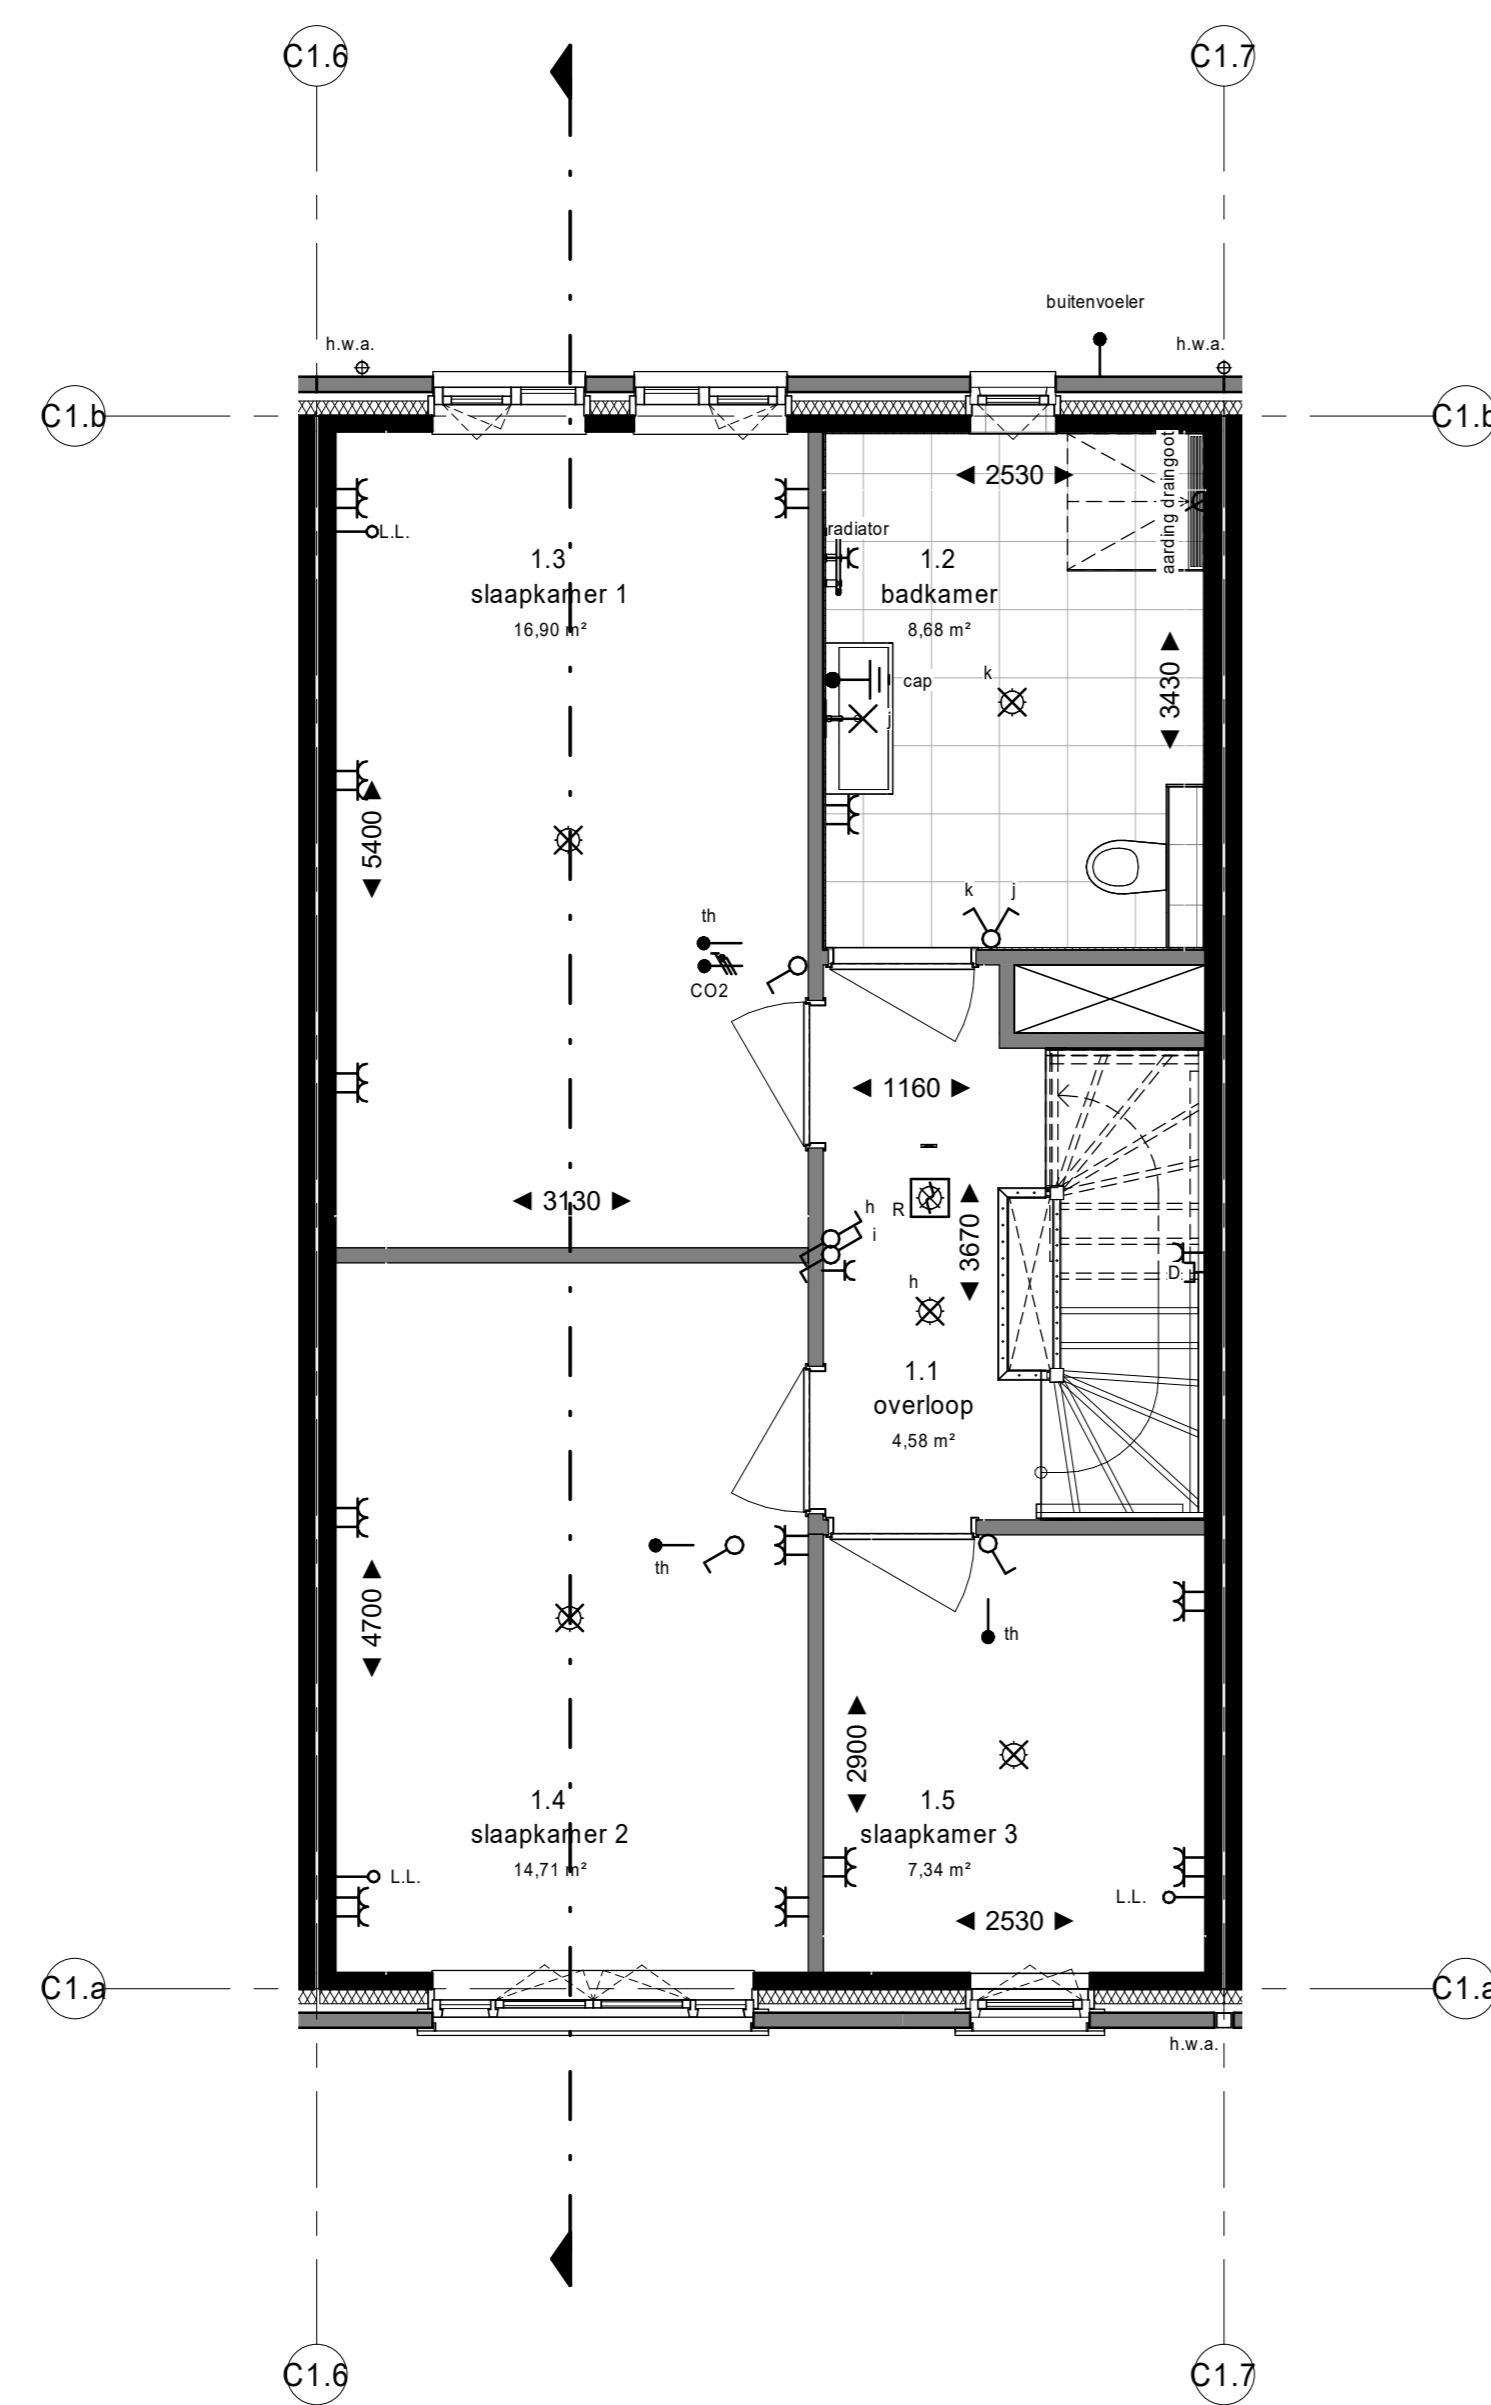 C1.6
C1.7
buitenvoeler
h.w.a.
h.w.a.
C1.b
C1.b
2530
aarding draingoot
L.L.
radiator
1.3
slaapkamer 1
16,90 m²
1.2
badkamer
8,68 m²
3430
cap
k
j
5400
k
j
th
CO2
1160
3130
h
i
R
3670
D
h
1.1
overloop
4,58 m²
th
4700
th
2900
1.4
slaapkamer 2
14,71 m²
1.5
slaapkamer 3
7,34 m²
L.L.
L.L.
2530
C1.a
C1.a
h.w.a.
C1.6
C1.7